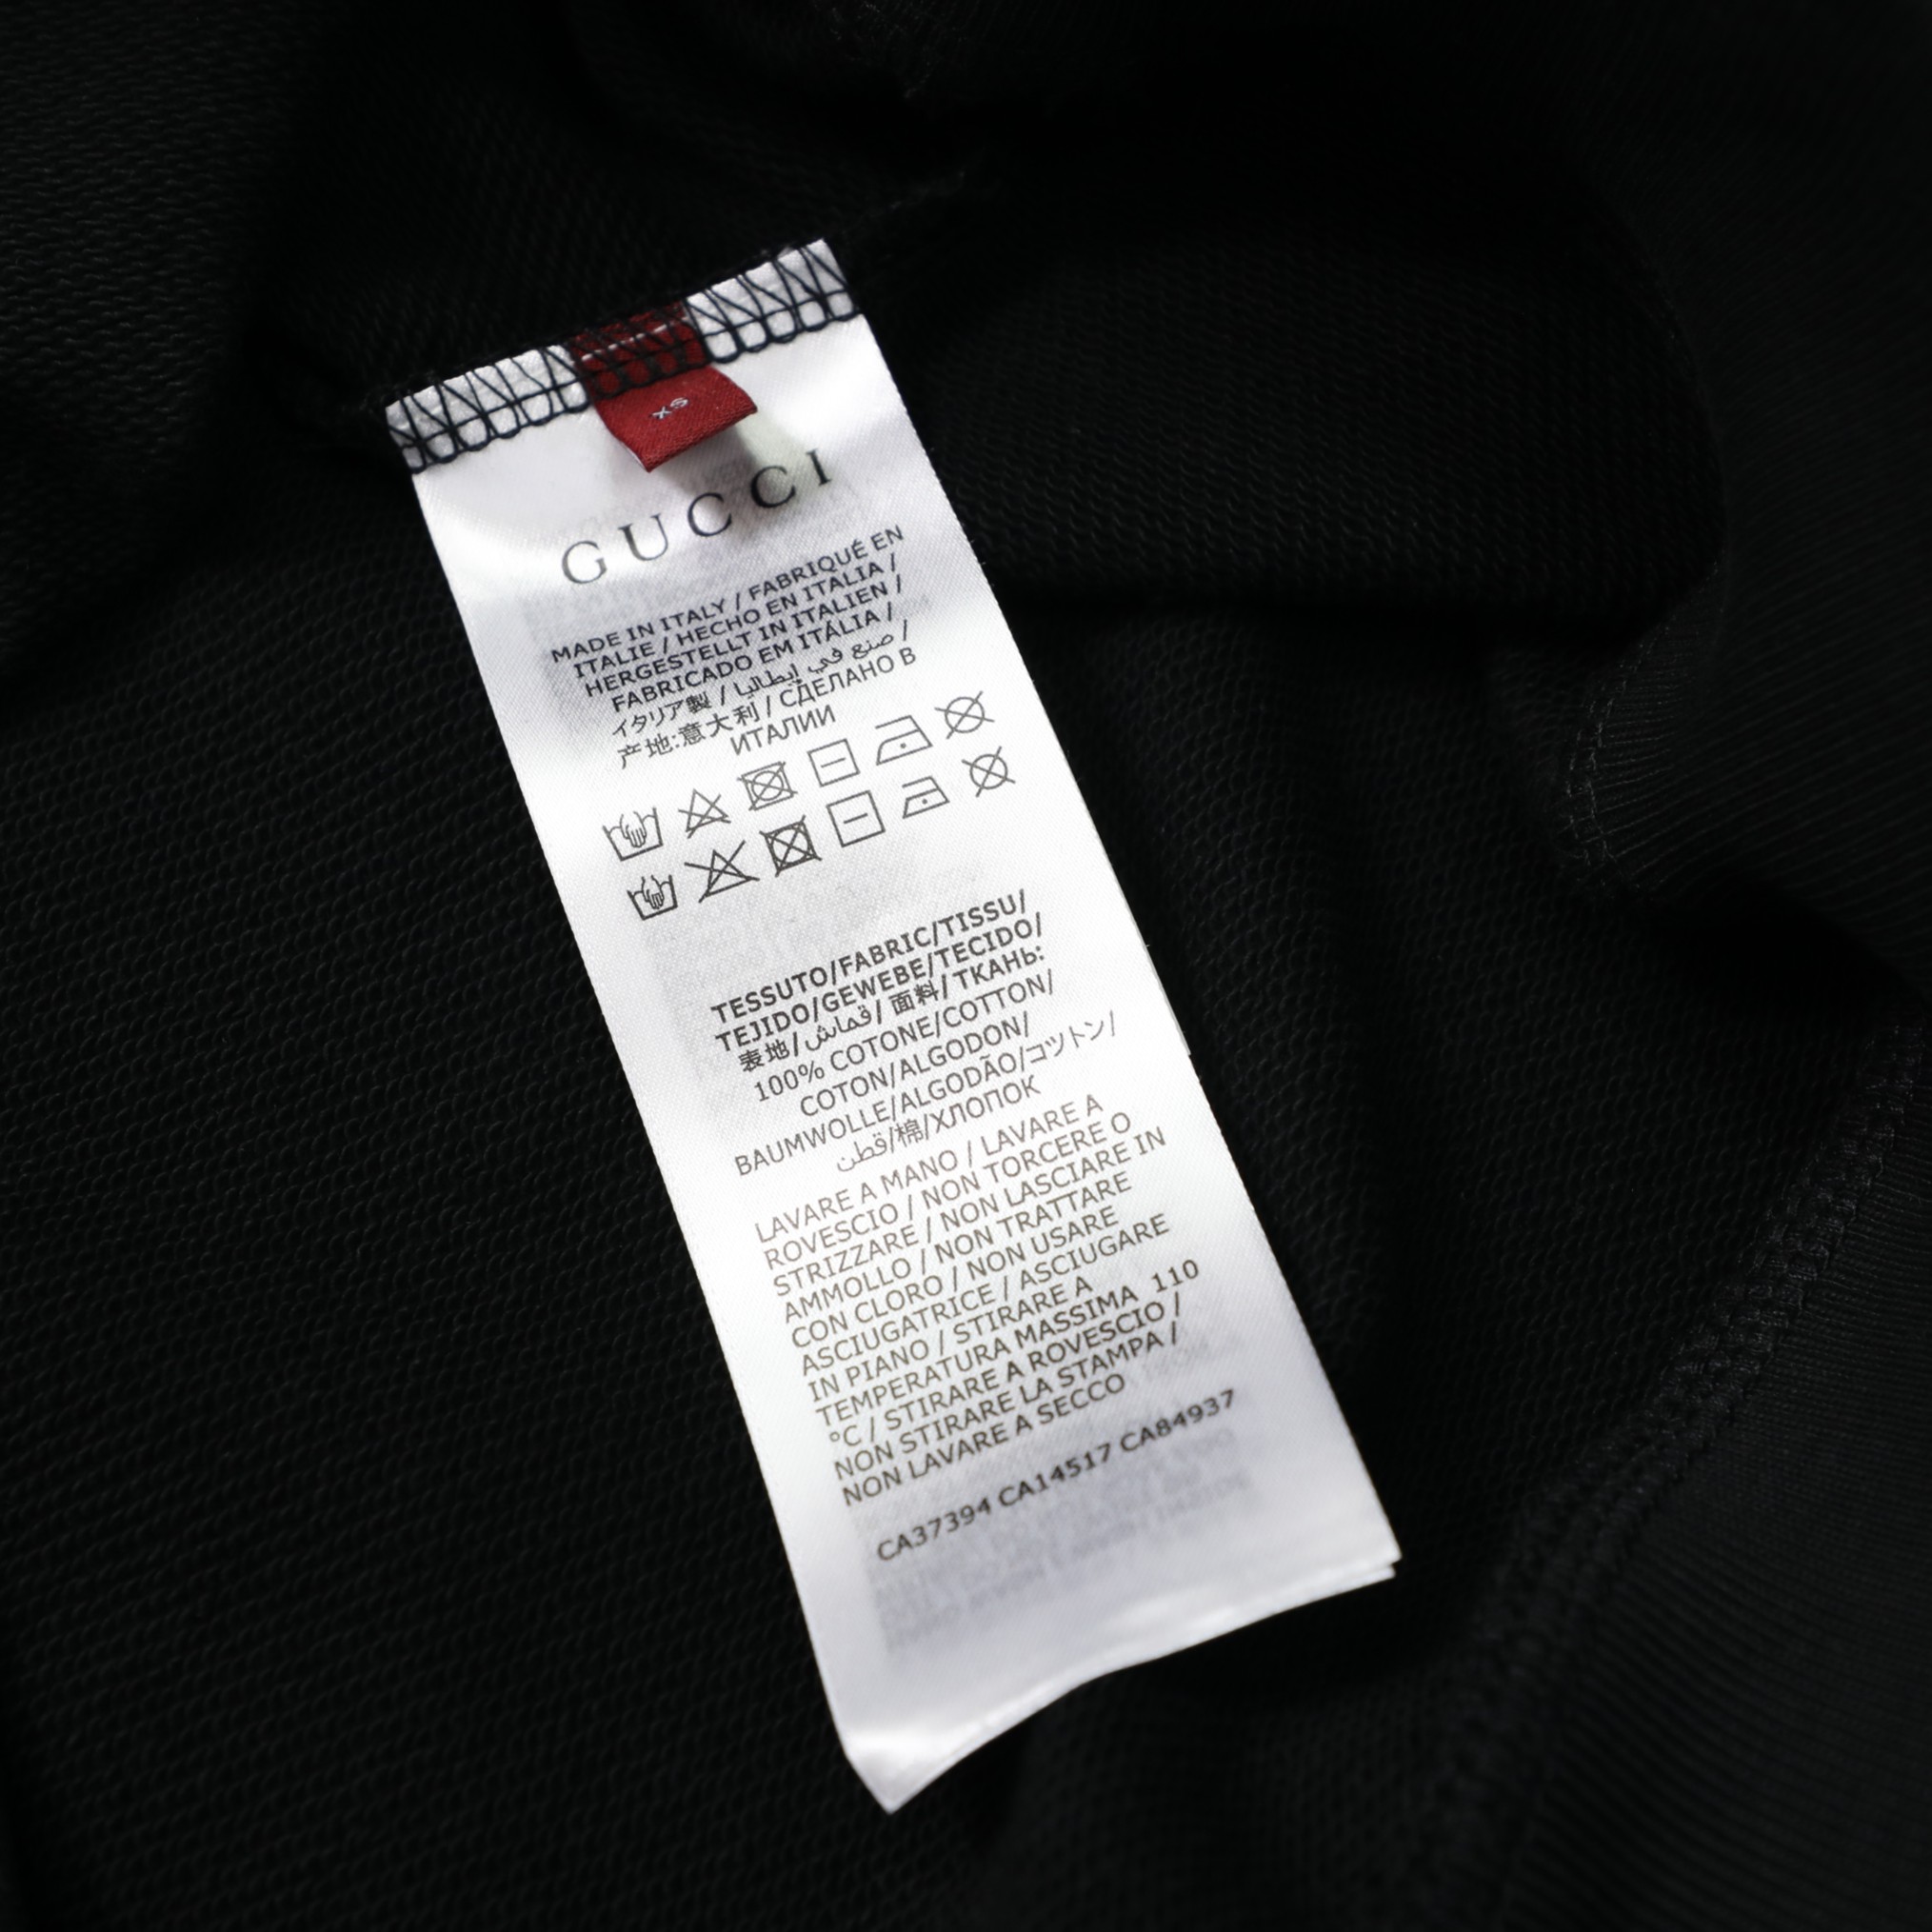 XS
GUCCI
MADE IN ITALY / FABRIQUÉ EN
ITALIE / HECHO EN ITALIA /
HERGESTELLT IN ITALIEN /
FABRICADO EM ITÁLIA /
イタリア製 / صنع في إيطاليا /
产地:意大利 / СДЕЛАНО В
ИТАЛИИ
TESSUTO/FABRIC/TISSU/
TEJIDO/GEWEBE/TECIDO/
表地/قماش/ 面料/ТКАНЬ:
100% COTONE/COTTON/
COTON/ALGODON/
BAUMWOLLE/ALGODÃO/コツトン/
قطن/棉/ХЛОПОК
LAVARE A MANO / LAVARE A
ROVESCIO / NON TORCERE O
STRIZZARE / NON LASCIARE IN
AMMOLLO / NON TRATTARE
CON CLORO / NON USARE
ASCIUGATRICE / ASCIUGARE
IN PIANO / STIRARE A
TEMPERATURA MASSIMA 110
°C / STIRARE A ROVESCIO /
NON STIRARE LA STAMPA /
NON LAVARE A SECCO
CA37394 CA14517 CA84937